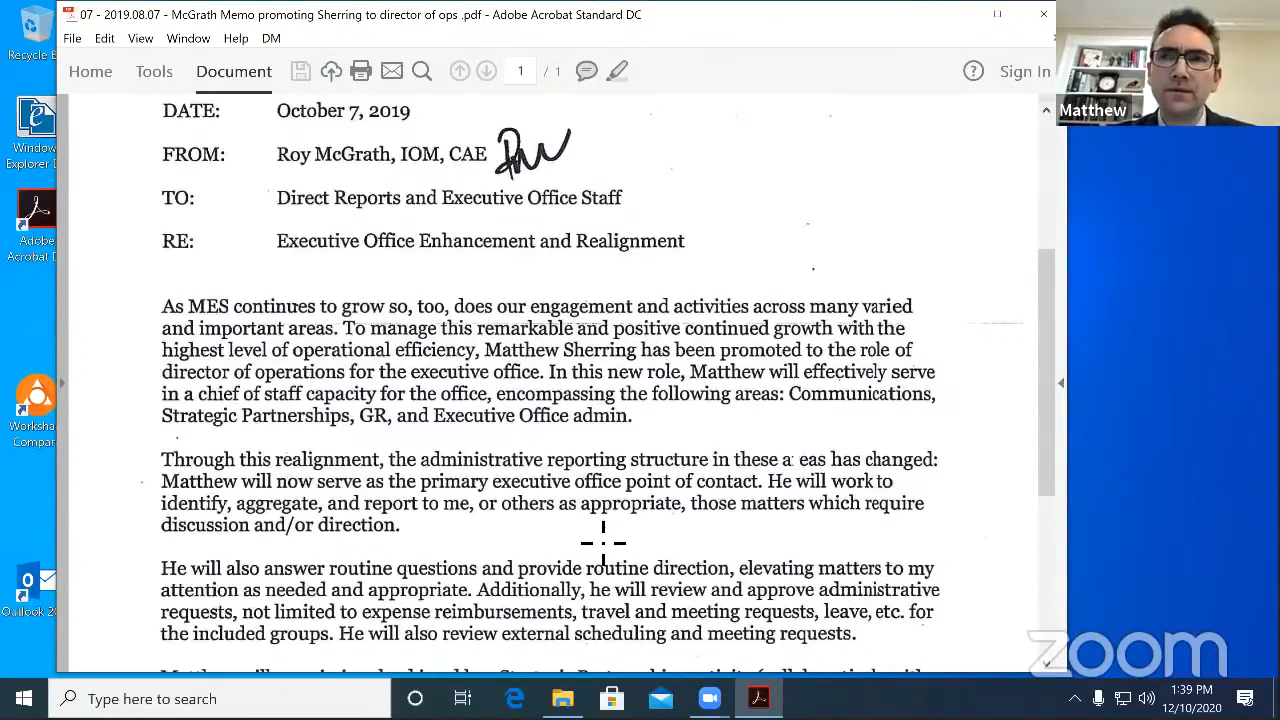 07 - 2019.08.07 - McGrath Memo promoting Sherring to director of ops .pdf - Adobe Acrobat Standard DC
File Edit View Window Help DM
Home Tools Document 1 / 1 Sign In
Matthew
Recycle B
Window
Explorer D
Adobe
Acrobat D
Worksha
Compar
Outlook 20
DATE: October 7, 2019
FROM: Roy McGrath, IOM, CAE
TO: Direct Reports and Executive Office Staff
RE: Executive Office Enhancement and Realignment
As MES continues to grow so, too, does our engagement and activities across many varied
and important areas. To manage this remarkable and positive continued growth with the
highest level of operational efficiency, Matthew Sherring has been promoted to the role of
director of operations for the executive office. In this new role, Matthew will effectively serve
in a chief of staff capacity for the office, encompassing the following areas: Communications,
Strategic Partnerships, GR, and Executive Office admin.
Through this realignment, the administrative reporting structure in these a eas has changed:
Matthew will now serve as the primary executive office point of contact. He will work to
identify, aggregate, and report to me, or others as appropriate, those matters which require
discussion and/or direction.
He will also answer routine questions and provide routine direction, elevating matters to my
attention as needed and appropriate. Additionally, he will review and approve administrative
requests, not limited to expense reimbursements, travel and meeting requests, leave, etc. for
the included groups. He will also review external scheduling and meeting requests.
zoom
Type here to search
1:39 PM
12/10/2020